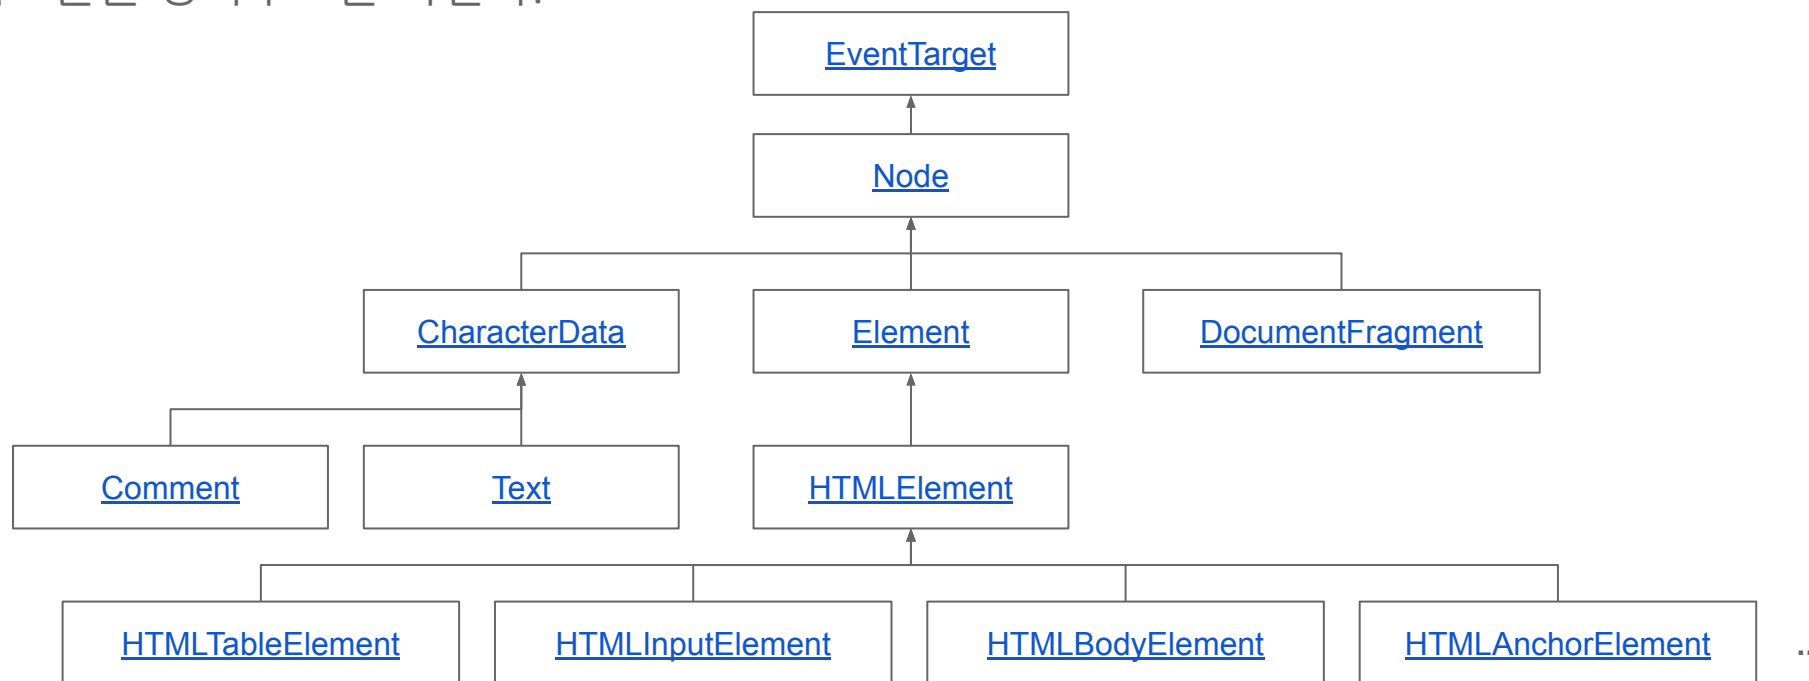 EventTarget
Node
CharacterData
Element
DocumentFragment
Comment
Text
HTMLElement
HTMLTableElement
HTMLInputElement
HTMLBodyElement
HTMLAnchorElement
..